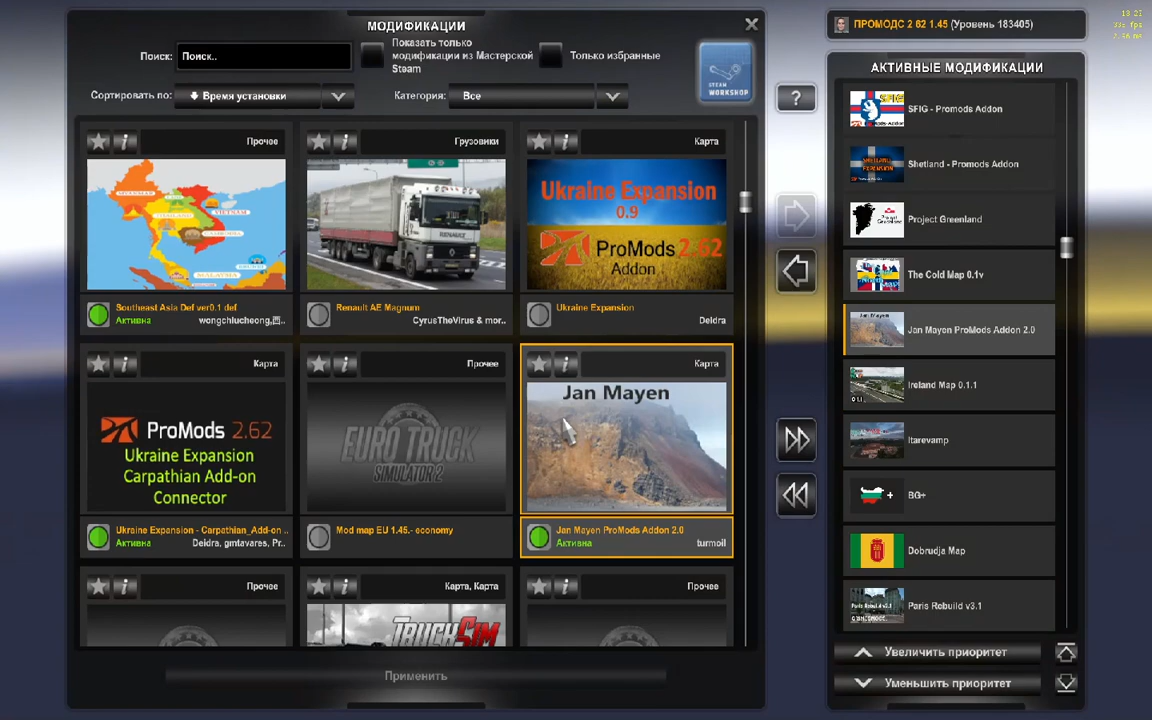 МОДИФИКАЦИИ
Поиск:
Поиск..
Показать только
модификации из Мастерской
Steam
Только избранные
STEAM
WORKSHOP
Сортировать по:
Время установки
Категория:
Все
Прочее
Southeast Asia Def ver0.1 def
Активна
Грузовики
Renault AE Magnum
CyrusTheVirus & mor..
Карта
Ukraine Expansion
0.9
ProMods 2.62
Addon
Ukraine Expansion
Deidra
Карта
ProMods 2.62
Ukraine Expansion
Carpathian Add-on
Connector
Ukraine Expansion - Carpathian_Add-on ..
Активна
Deidra, gmtavares, Pr..
Прочее
EURO TRUCK
SIMULATOR 2
Mod map EU 1.45.- economy
Карта
Jan Mayen
Jan Mayen ProMods Addon 2.0
Активна
turmoil
Прочее
Карта, Карта
TRUCKSIM
Прочее
Применить
?
ПРОМОДС 2 62 1.45 (Уровень 183405)
АКТИВНЫЕ МОДИФИКАЦИИ
SFIG - Promods Addon
Shetland - Promods Addon
Project Greenland
The Cold Map 0.1v
Jan Mayen ProMods Addon 2.0
Ireland Map 0.1.1
Itarevamp
BG+
Dobrudja Map
Paris Rebuild v3.1
Увеличить приоритет
Уменьшить приоритет